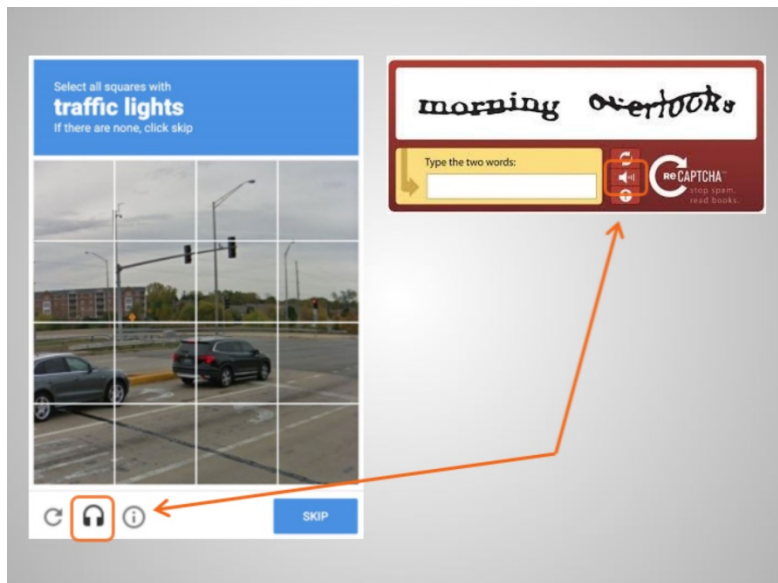 Select all squares with
traffic lights
If there are none, click skip
SKIP
morning overlooks
Type the two words:
reCAPTCHA™
stop spam.
read books.